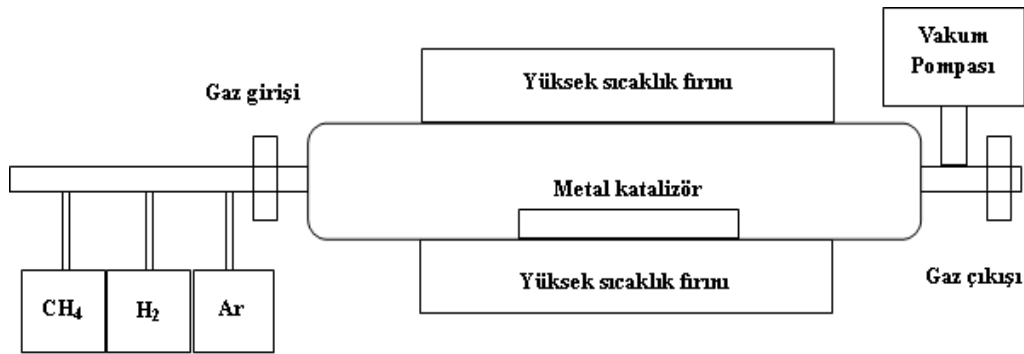 Vakum
Pompası
Yüksek sıcaklık fırını
Gaz girişi
Metal katalizör
Yüksek sıcaklık fırını
Gaz çıkışı
CH₄
H₂
Ar